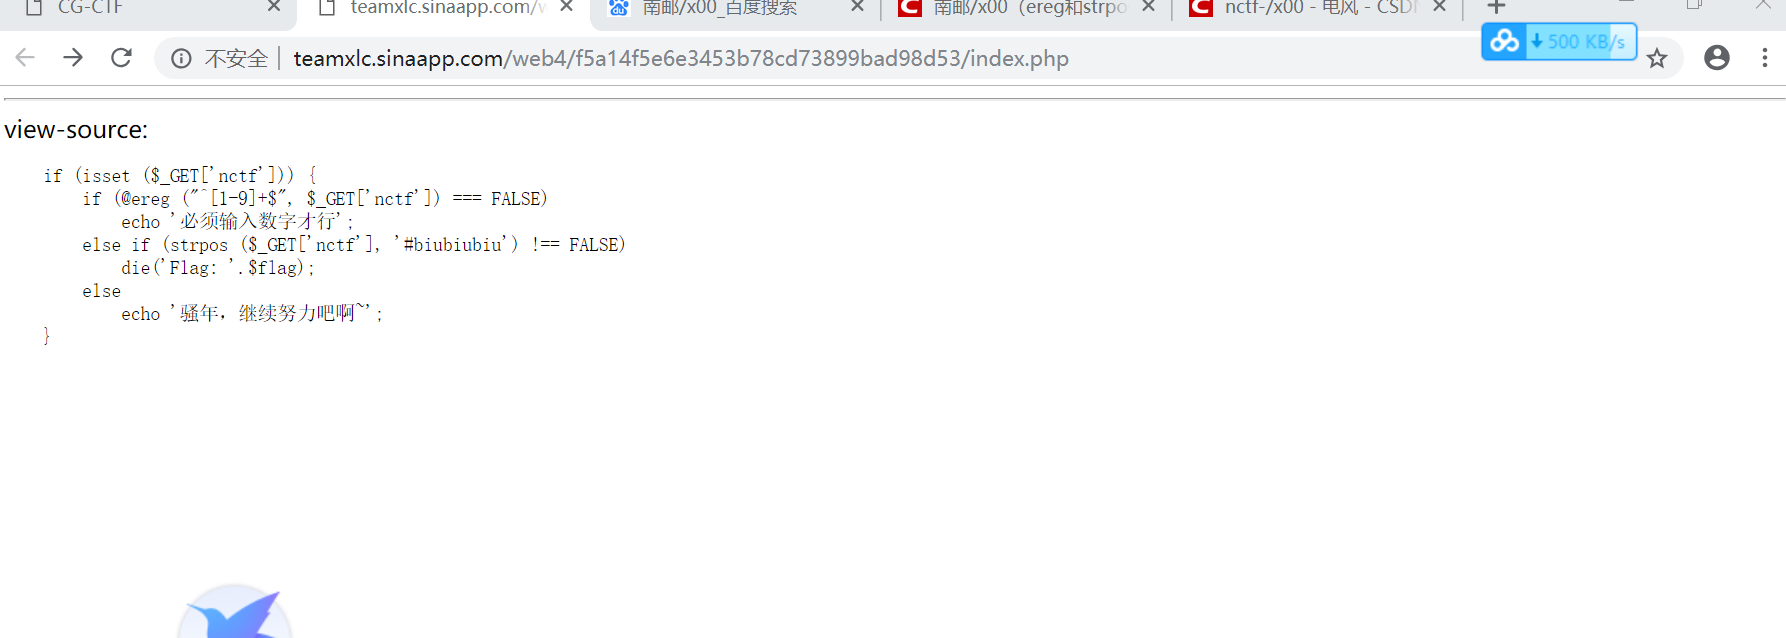 CG-CTF
teamxlc.sinaapp.com/w
南邮/x00_百度搜索
南邮/x00（ereg和strpo
nctf-/x00 - 电风 - CSD
不安全 | teamxlc.sinaapp.com/web4/f5a14f5e6e3453b78cd73899bad98d53/index.php
500 KB/s
view-source:
if (isset ($_GET['nctf'])) {
if (@ereg ("^[1-9]+$", $_GET['nctf']) === FALSE)
echo '必须输入数字才行';
else if (strpos ($_GET['nctf'], '#biubiubiu') !== FALSE)
die('Flag: '.$flag);
else
echo '骚年，继续努力吧啊~';
}